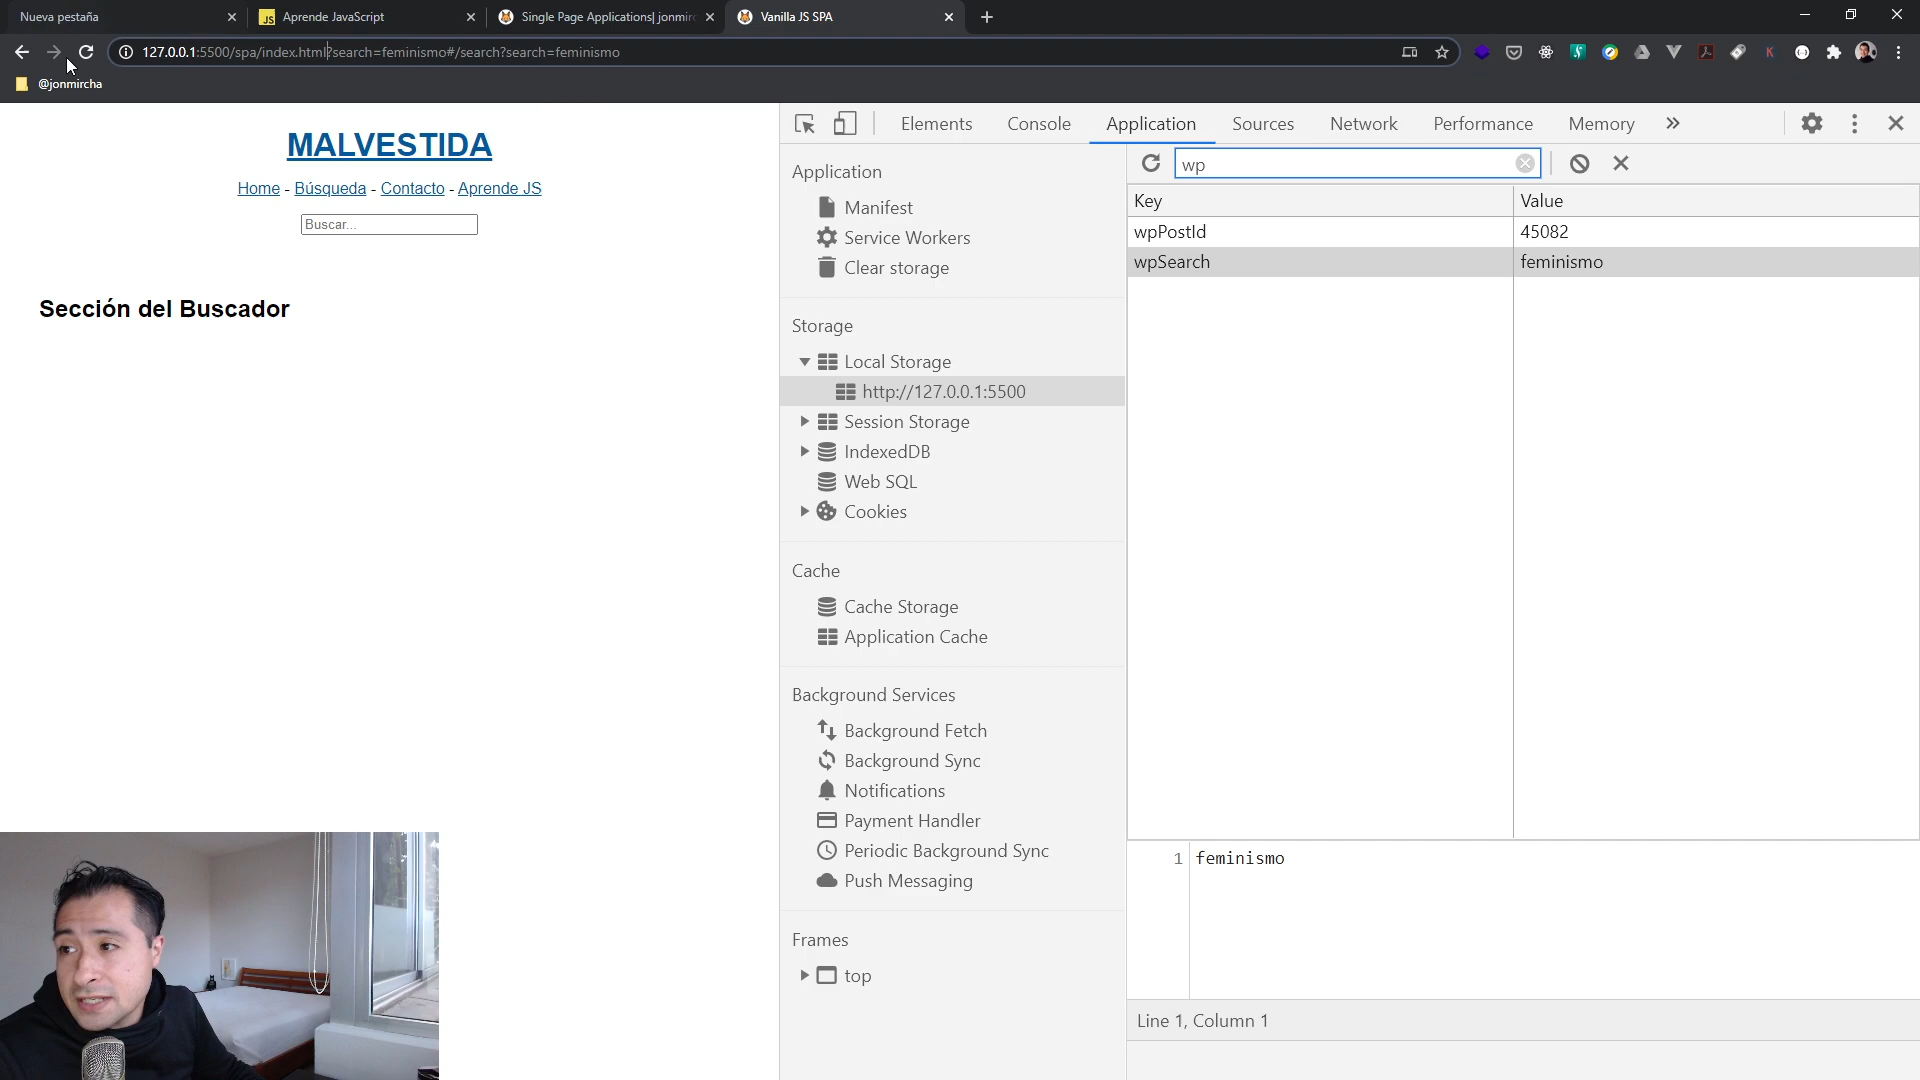 Nueva pestaña
JS Aprende JavaScript
Single Page Applications| jonmirc
Vanilla JS SPA
127.0.0.1:5500/spa/index.html?search=feminismo#/search?search=feminismo
@jonmircha
MALVESTIDA
Home - Búsqueda - Contacto - Aprende JS
Buscar...
Sección del Buscador
Elements Console Application Sources Network Performance Memory
Application
Manifest
Service Workers
Clear storage
Storage
Local Storage
http://127.0.0.1:5500
Session Storage
IndexedDB
Web SQL
Cookies
Cache
Cache Storage
Application Cache
Background Services
Background Fetch
Background Sync
Notifications
Payment Handler
Periodic Background Sync
Push Messaging
Frames
top
wp
Key Value
wpPostId 45082
wpSearch feminismo
1 feminismo
Line 1, Column 1